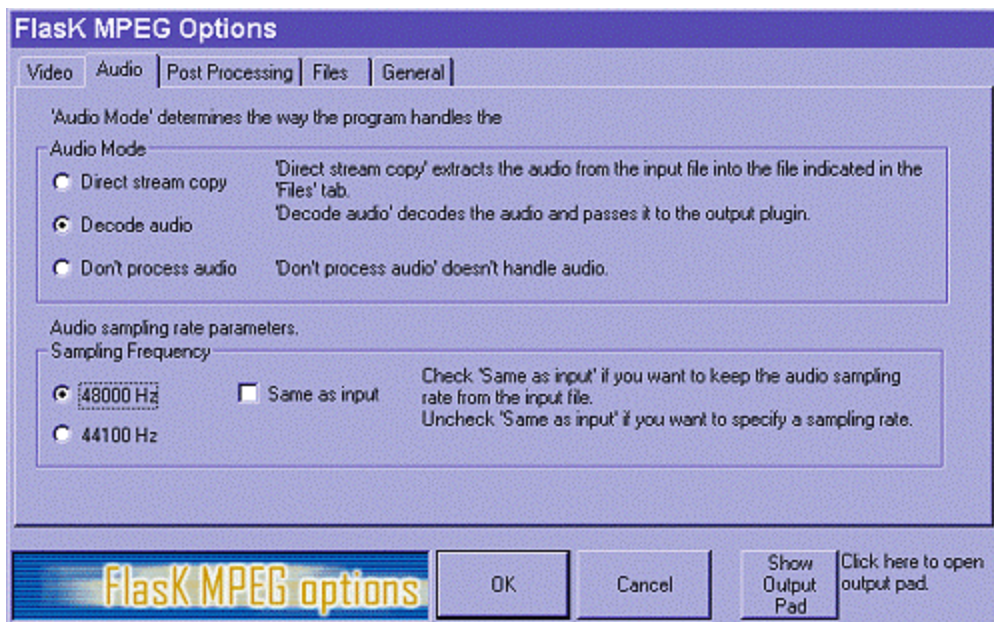 FlasK MPEG Options
Video Audio Post Processing Files General
'Audio Mode' determines the way the program handles the
Audio Mode
Direct stream copy
'Direct stream copy' extracts the audio from the input file into the file indicated in the
'Files' tab.
Decode audio
'Decode audio' decodes the audio and passes it to the output plugin.
Don't process audio
'Don't process audio' doesn't handle audio.
Audio sampling rate parameters.
Sampling Frequency
48000 Hz
44100 Hz
Same as input
Check 'Same as input' if you want to keep the audio sampling
rate from the input file.
Uncheck 'Same as input' if you want to specify a sampling rate.
FlasK MPEG options
OK
Cancel
Show
Output
Pad
Click here to open
output pad.